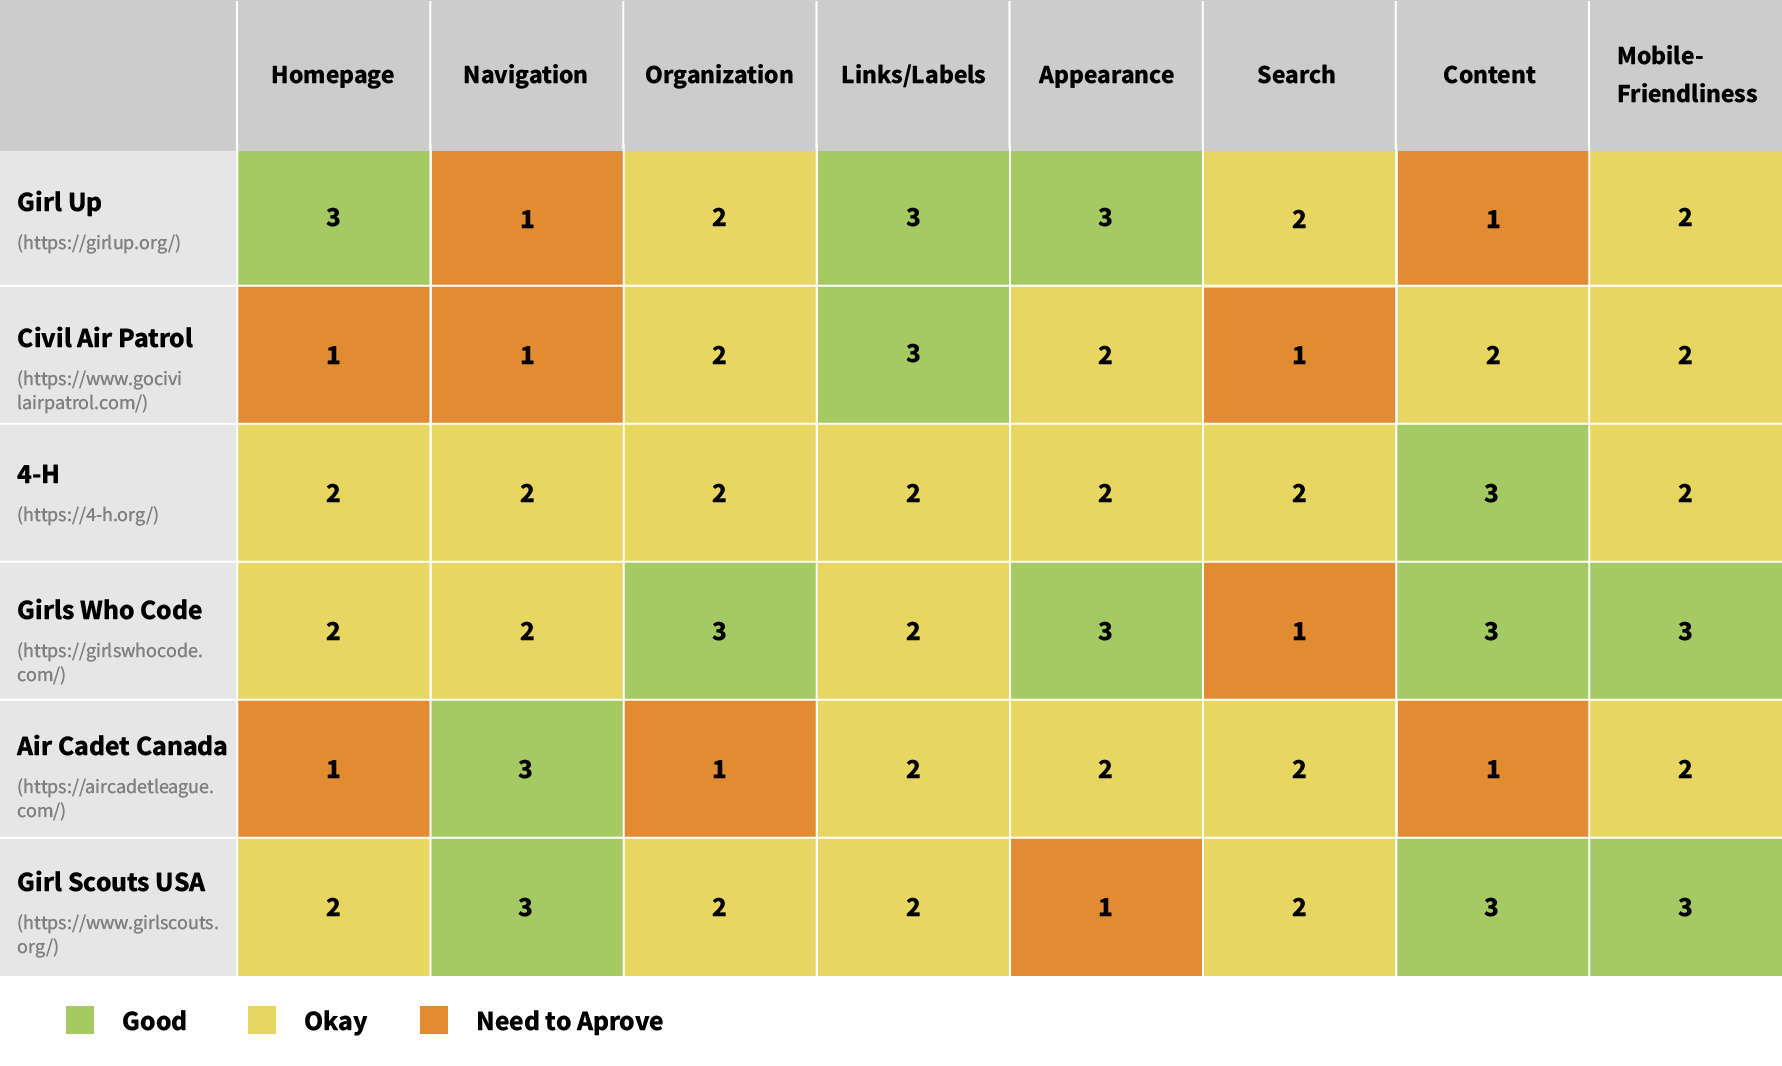 Homepage Navigation Organization Links/Labels Appearance Search Content Mobile-
Friendliness
Girl Up
(https://girlup.org/)
3 1 2 3 3 2 1 2
Civil Air Patrol
(https://www.gocivi
lairpatrol.com/)
1 1 2 3 2 1 2 2
4-H
(https://4-h.org/)
2 2 2 2 2 2 3 2
Girls Who Code
(https://girlswhocode.
com/)
2 2 3 2 3 1 3 3
Air Cadet Canada
(https://aircadetleague.
com/)
1 3 1 2 2 2 1 2
Girl Scouts USA
(https://www.girlscouts.
org/)
2 3 2 2 1 2 3 3
Good Okay Need to Aprove